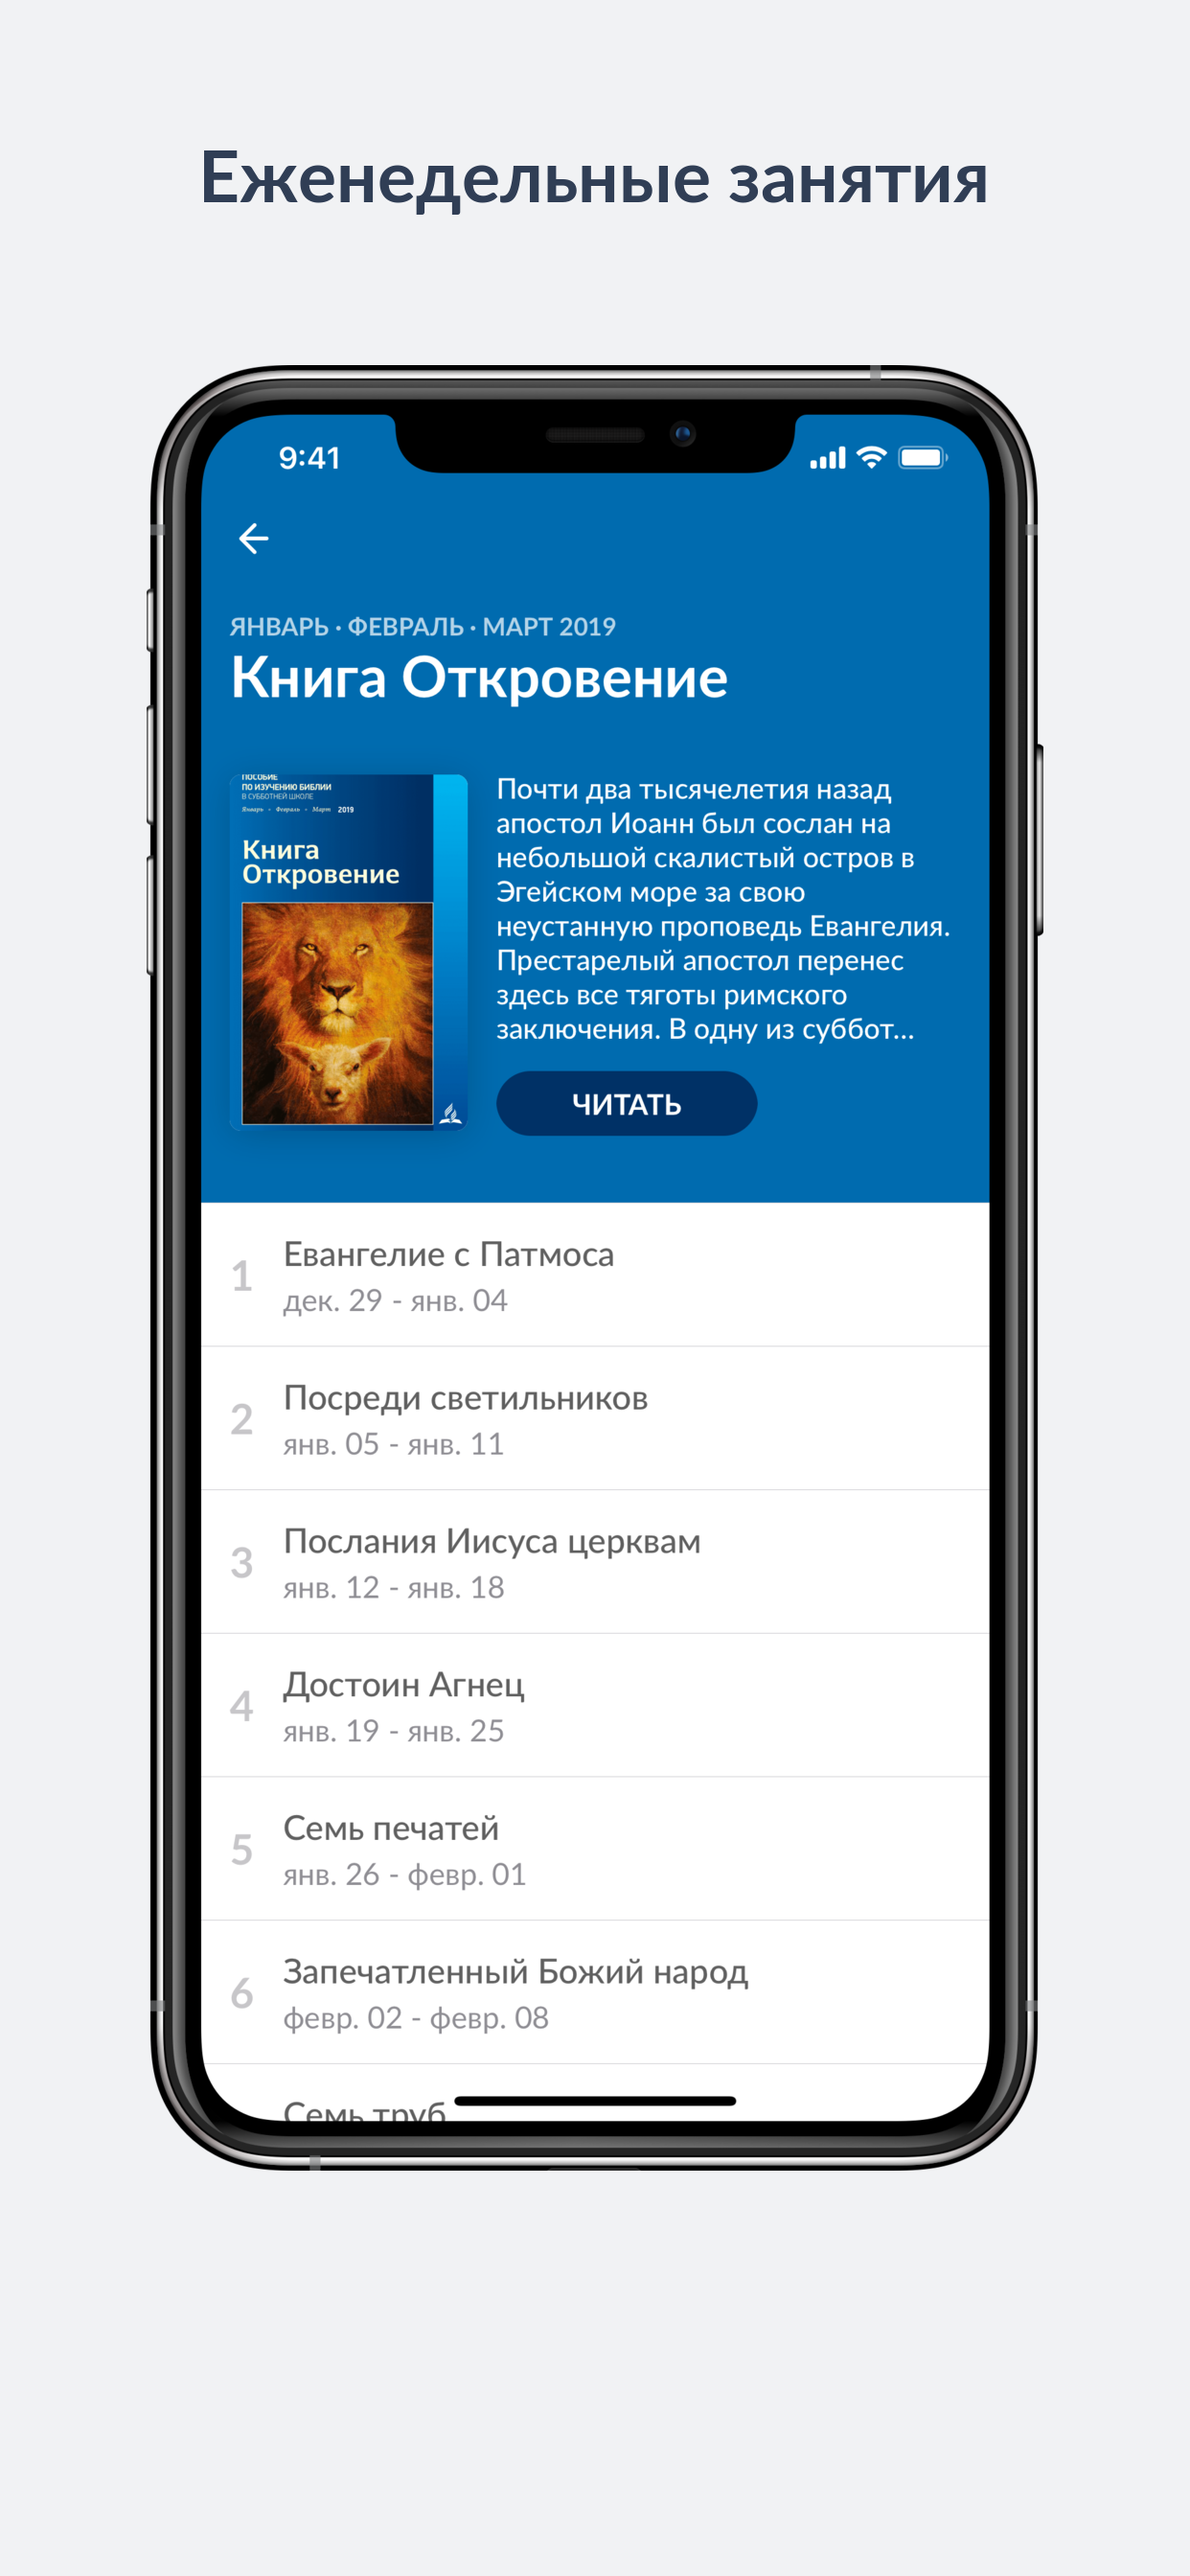 Еженедельные занятия
9:41
ЯНВАРЬ · ФЕВРАЛЬ · МАРТ 2019
Книга Откровение
ПОСОБИЕ
ПО ИЗУЧЕНИЮ БИБЛИИ
В СУББОТНЕЙ ШКОЛЕ
Январь • Февраль • Март 2019
Книга
Откровение
Почти два тысячелетия назад
апостол Иоанн был сослан на
небольшой скалистый остров в
Эгейском море за свою
неустанную проповедь Евангелия.
Престарелый апостол перенес
здесь все тяготы римского
заключения. В одну из суббот...
ЧИТАТЬ
1
Евангелие с Патмоса
дек. 29 - янв. 04
2
Посреди светильников
янв. 05 - янв. 11
3
Послания Иисуса церквам
янв. 12 - янв. 18
4
Достоин Агнец
янв. 19 - янв. 25
5
Семь печатей
янв. 26 - февр. 01
6
Запечатленный Божий народ
февр. 02 - февр. 08
Семь труб